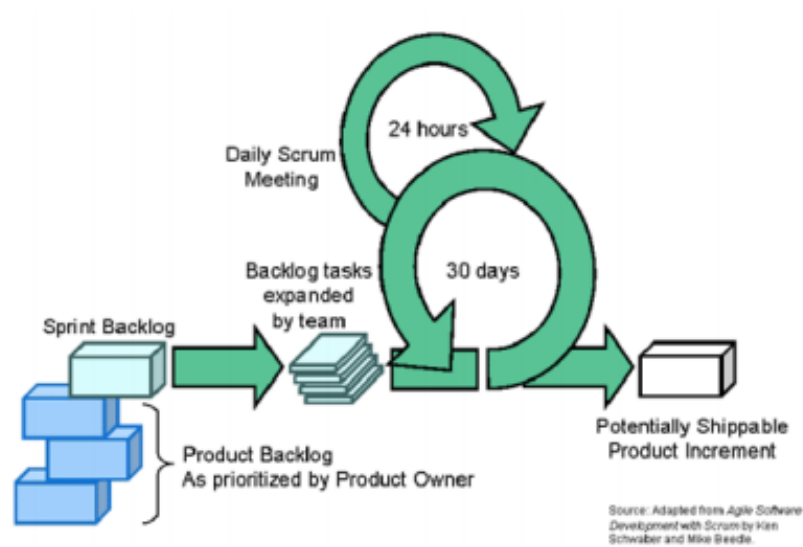 24 hours
Daily Scrum
Meeting
Backlog tasks
expanded
by team
30 days
Sprint Backlog
Product Backlog
As prioritized by Product Owner
Potentially Shippable
Product Increment
Source: Adapted from Agile Software
Development with Scrum by Ken
Schwaber and Mike Beedle.